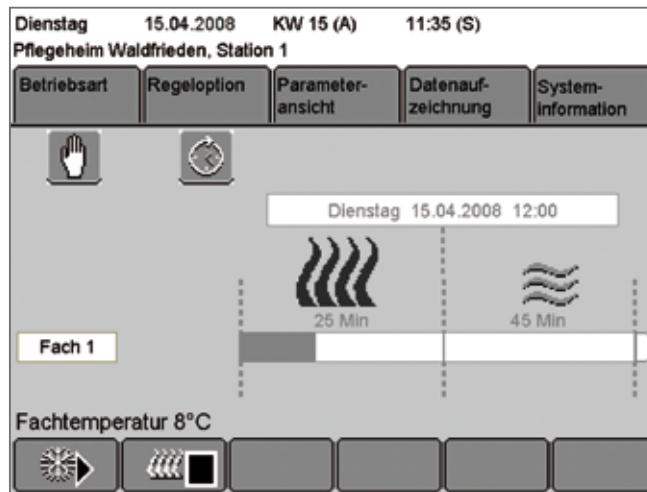 Dienstag 15.04.2008 KW 15 (A) 11:35 (S)
Pflegeheim Waldfrieden, Station 1
Betriebsart Regeloption Parameter- Datenauf- System-
ansicht zeichnung information
Dienstag 15.04.2008 12:00
25 Min 45 Min
Fach 1
Fachtemperatur 8°C